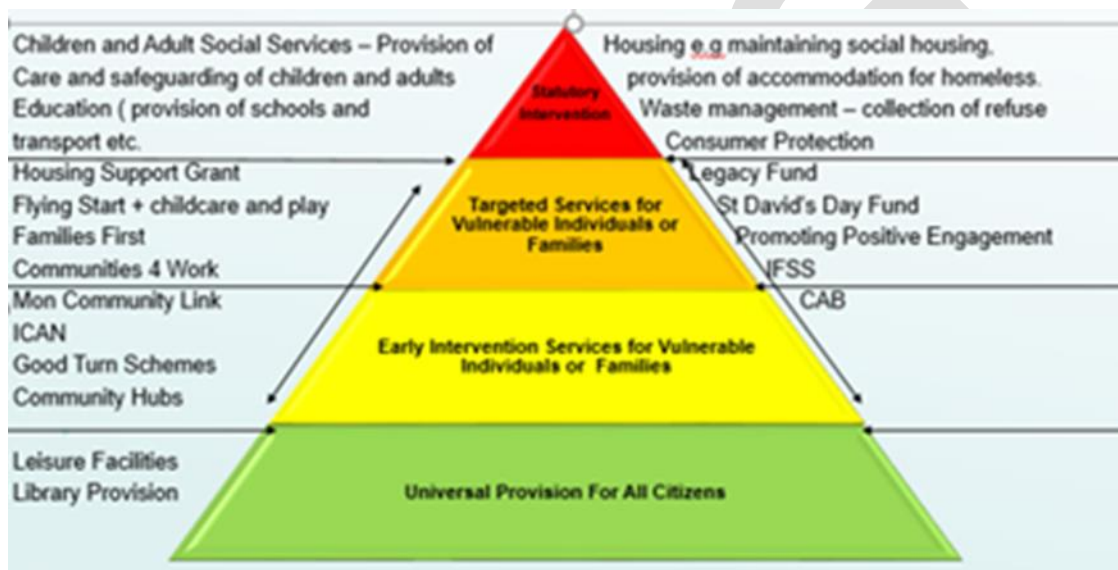 Children and Adult Social Services – Provision of
Care and safeguarding of children and adults
Education ( provision of schools and
transport etc.
Housing Support Grant
Flying Start + childcare and play
Families First
Communities 4 Work
Mon Community Link
ICAN
Good Turn Schemes
Community Hubs
Leisure Facilities
Library Provision
Statutory
Intervention
Targeted Services for
Vulnerable Individuals or
Families
Early Intervention Services for Vulnerable
Individuals or Families
Universal Provision For All Citizens
Housing e.g maintaining social housing,
provision of accommodation for homeless.
Waste management – collection of refuse
Consumer Protection
Legacy Fund
St David's Day Fund
Promoting Positive Engagement
IFSS
CAB